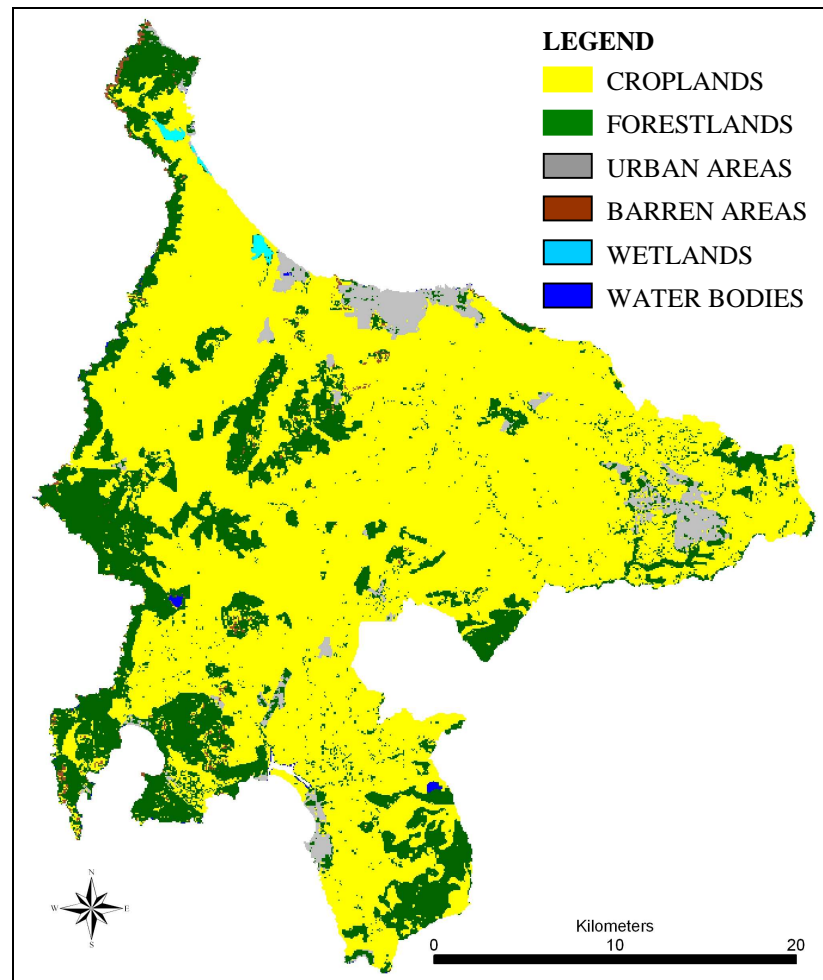 LEGEND
CROPLANDS
FORESTLANDS
URBAN AREAS
BARREN AREAS
WETLANDS
WATER BODIES
N
W E
S
Kilometers
0 10 20